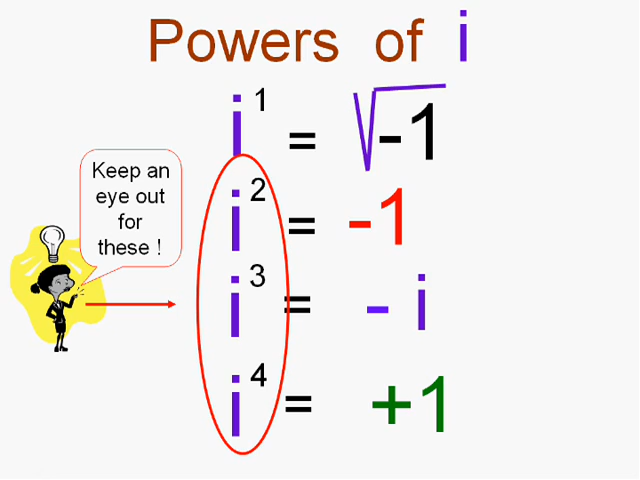 Powers of i
i¹ = √-1
Keep an
eye out
for
these !
i² = -1
i³ = - i
i⁴ = +1